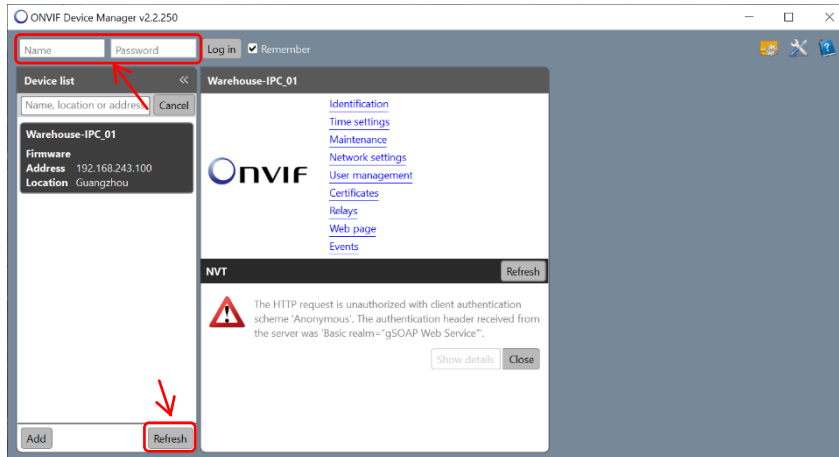 ONVIF Device Manager v2.2.250
Name Password Log in Remember
Device list «
Name, location or address Cancel
Warehouse-IPC_01
Firmware
Address 192.168.243.100
Location Guangzhou
Add Refresh
Warehouse-IPC_01
ONVIF
Identification
Time settings
Maintenance
Network settings
User management
Certificates
Relays
Web page
Events
NVT Refresh
The HTTP request is unauthorized with client authentication
scheme 'Anonymous'. The authentication header received from
the server was 'Basic realm="gSOAP Web Service"'.
Show details Close